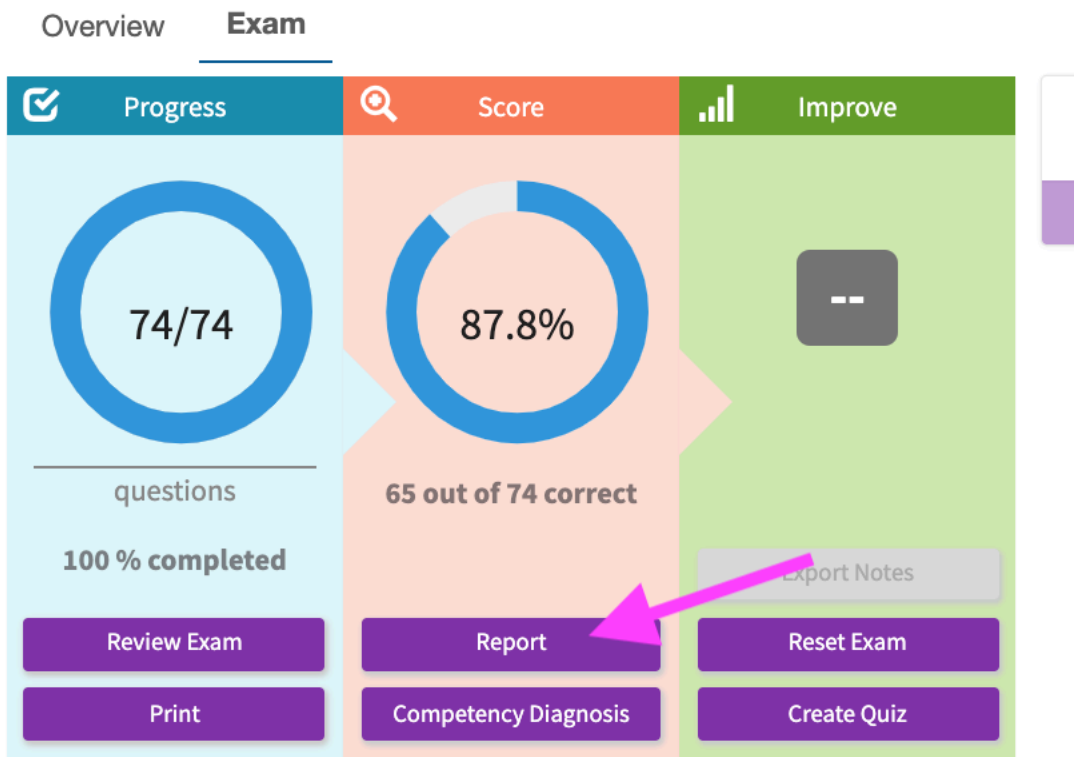 Overview
Exam
Progress
Score
Improve
74/74
87.8%
--
questions
65 out of 74 correct
100 % completed
Export Notes
Review Exam
Report
Reset Exam
Print
Competency Diagnosis
Create Quiz